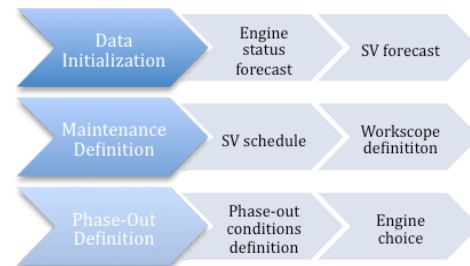 Data
Initialization
Engine
status
forecast
SV forecast
Maintenance
Definition
SV schedule
Workscope
definititon
Phase-Out
Definition
Phase-out
conditions
definition
Engine
choice